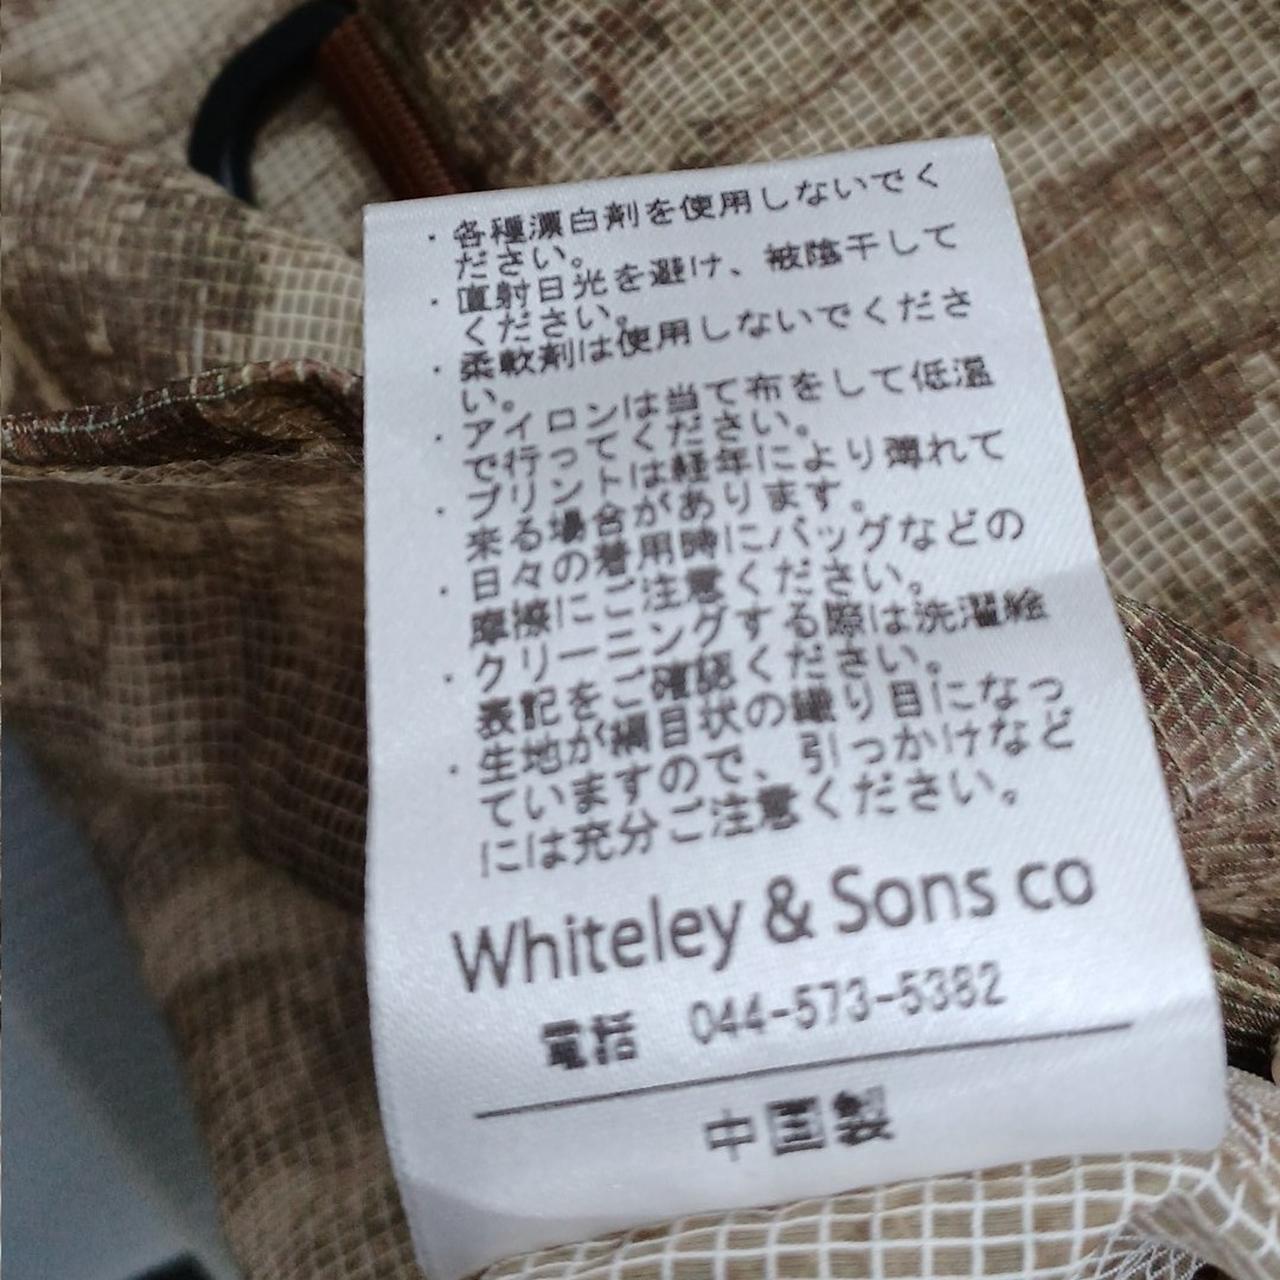 ・各種漂白剤を使用しないでく
ださい。
・直射日光を避け、被陰干して
ください。
・柔軟剤は使用しないでくださ
い。
・アイロンは当て布をして低温
で行ってください。
・プリントは経年により薄れて
来る場合があります。
・日々の着用時にバッグなどの
摩擦にご注意ください。
・クリーニングする際は洗濯絵
表記をご確認ください。
・生地が網目状の織り目になっ
ていますので、引っかけなど
には充分ご注意ください。
Whiteley & Sons co
電話 044-573-5382
中国製